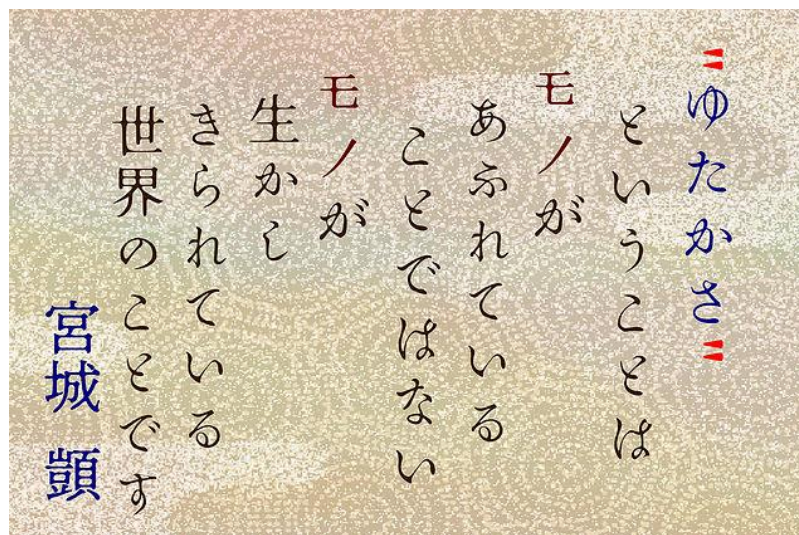 "ゆたかさ"
ということは
モノが
あふれている
ことではない
モノが
生かし
きられている
世界のことです
宮城 顗